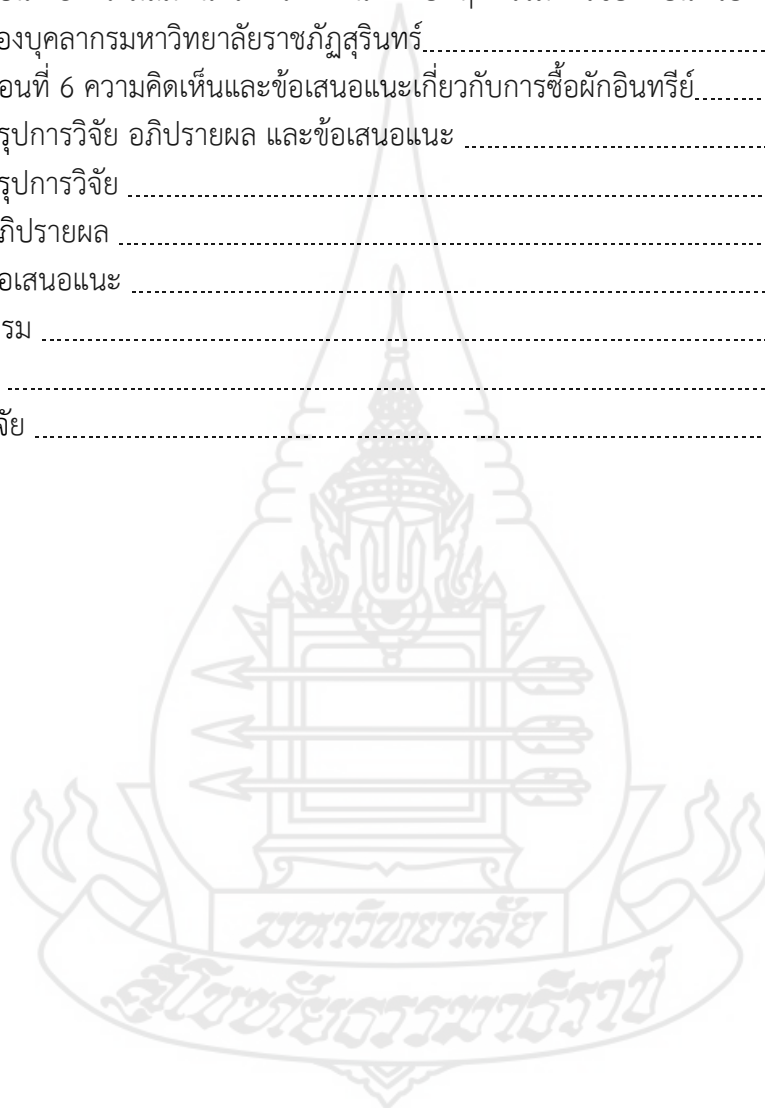 องบุคลากรมหาวิทยาลัยราชภัฏสุรินทร์
อนที่ 6 ความคิดเห็นและข้อเสนอแนะเกี่ยวกับการซื้อผักอินทรีย์
รุปการวิจัย อภิปรายผล และข้อเสนอแนะ
รุปการวิจัย
ภิปรายผล
อเสนอแนะ
รม
จัย
มหาวิทยาลัย
สุโขทัยธรรมาธิราช